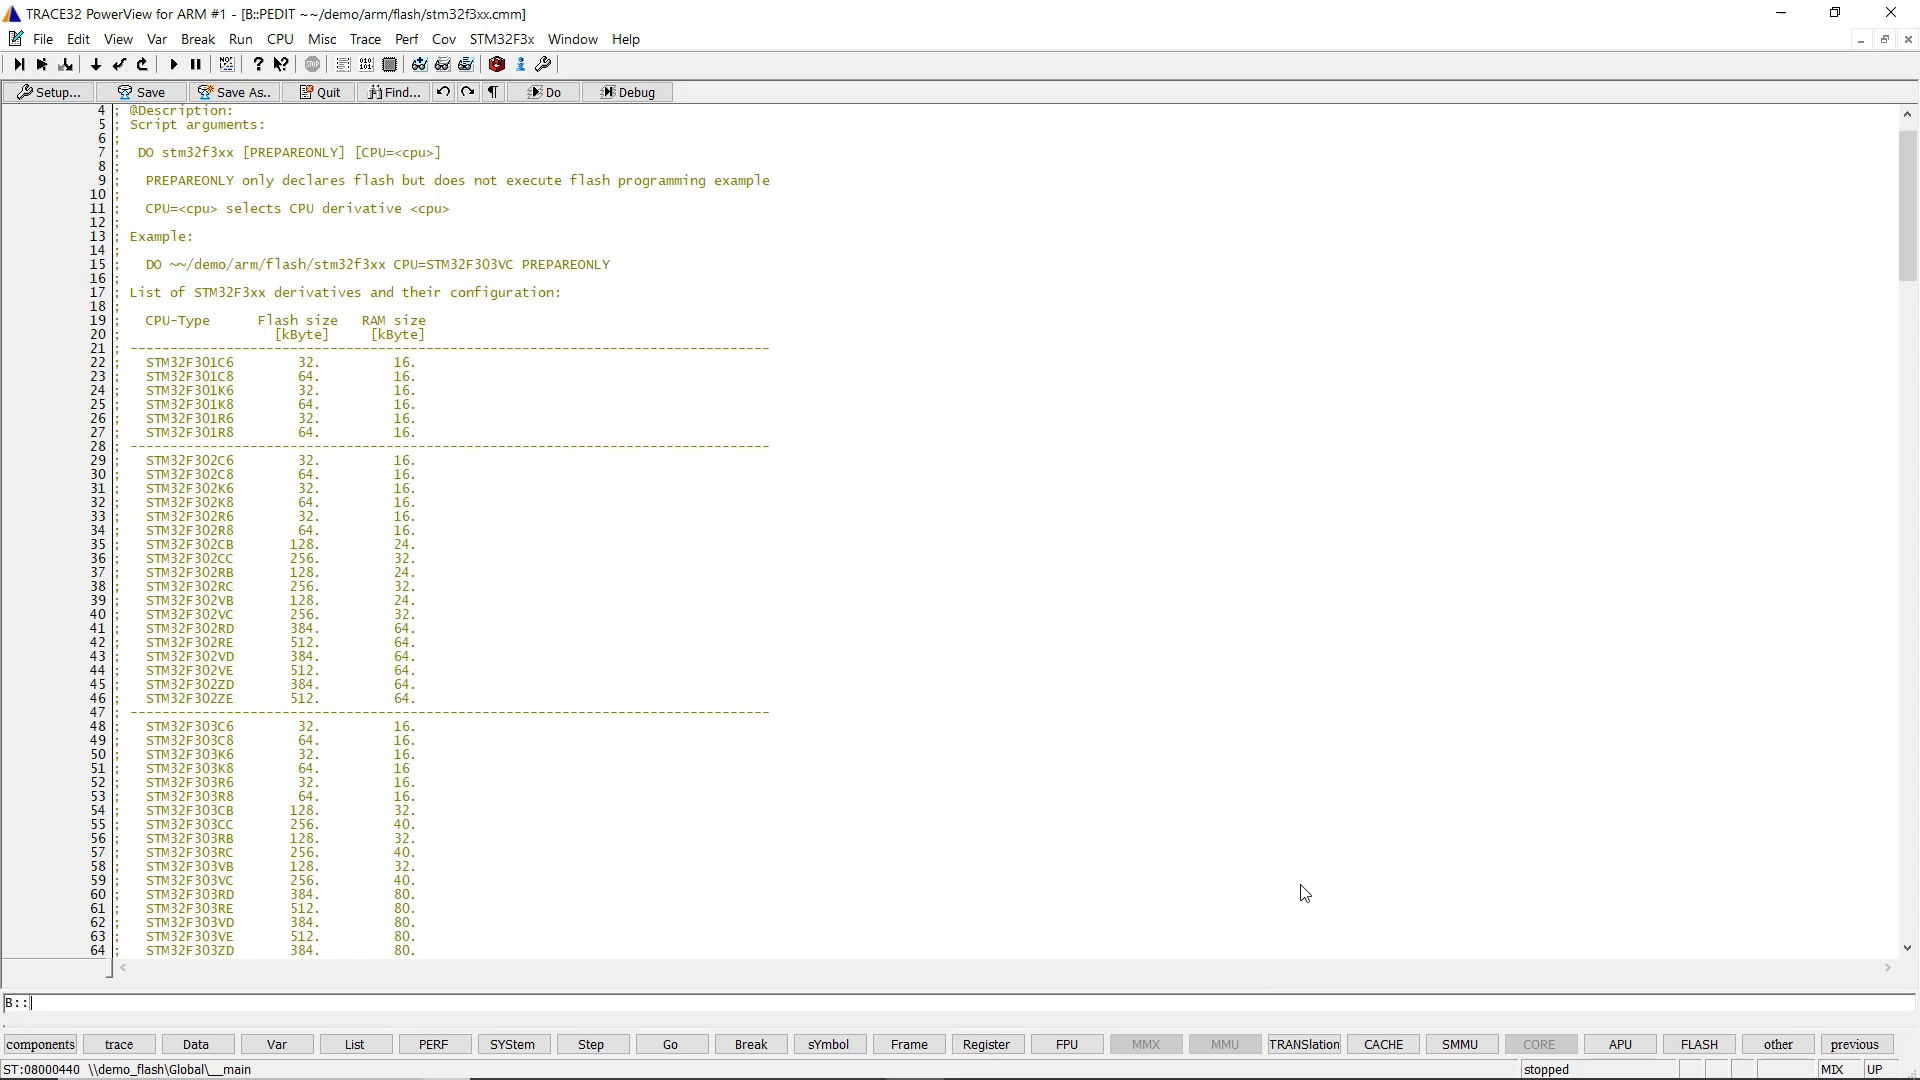 TRACE32 PowerView for ARM #1 - [B::PEDIT ~~/demo/arm/flash/stm32f3xx.cmm]
File Edit View Var Break Run CPU Misc Trace Perf Cov STM32F3x Window Help
Setup... Save Save As.. Quit Find... Do Debug
4 ; @Description:
5 ; Script arguments:
6 ;
7 ; DO stm32f3xx [PREPAREONLY] [CPU=<cpu>]
8 ;
9 ; PREPAREONLY only declares flash but does not execute flash programming example
10 ;
11 ; CPU=<cpu> selects CPU derivative <cpu>
12 ;
13 ; Example:
14 ;
15 ; DO ~~/demo/arm/flash/stm32f3xx CPU=STM32F303VC PREPAREONLY
16 ;
17 ; List of STM32F3xx derivatives and their configuration:
18 ;
19 ; CPU-Type Flash size RAM size
20 ; [kByte] [kByte]
21 ; --------------------------------------------------------------------------------
22 ; STM32F301C6 32. 16.
23 ; STM32F301C8 64. 16.
24 ; STM32F301K6 32. 16.
25 ; STM32F301K8 64. 16.
26 ; STM32F301R6 32. 16.
27 ; STM32F301R8 64. 16.
28 ; --------------------------------------------------------------------------------
29 ; STM32F302C6 32. 16.
30 ; STM32F302C8 64. 16.
31 ; STM32F302K6 32. 16.
32 ; STM32F302K8 64. 16.
33 ; STM32F302R6 32. 16.
34 ; STM32F302R8 64. 16.
35 ; STM32F302CB 128. 24.
36 ; STM32F302CC 256. 32.
37 ; STM32F302RB 128. 24.
38 ; STM32F302RC 256. 32.
39 ; STM32F302VB 128. 24.
40 ; STM32F302VC 256. 32.
41 ; STM32F302RD 384. 64.
42 ; STM32F302RE 512. 64.
43 ; STM32F302VD 384. 64.
44 ; STM32F302VE 512. 64.
45 ; STM32F302ZD 384. 64.
46 ; STM32F302ZE 512. 64.
47 ; --------------------------------------------------------------------------------
48 ; STM32F303C6 32. 16.
49 ; STM32F303C8 64. 16.
50 ; STM32F303K6 32. 16.
51 ; STM32F303K8 64. 16
52 ; STM32F303R6 32. 16.
53 ; STM32F303R8 64. 16.
54 ; STM32F303CB 128. 32.
55 ; STM32F303CC 256. 40.
56 ; STM32F303RB 128. 32.
57 ; STM32F303RC 256. 40.
58 ; STM32F303VB 128. 32.
59 ; STM32F303VC 256. 40.
60 ; STM32F303RD 384. 80.
61 ; STM32F303RE 512. 80.
62 ; STM32F303VD 384. 80.
63 ; STM32F303VE 512. 80.
64 ; STM32F303ZD 384. 80.
B::
components trace Data Var List PERF SYStem Step Go Break sYmbol Frame Register FPU MMX MMU TRANSlation CACHE SMMU CORE APU FLASH other previous
ST:08000440 \\demo_flash\Global\__main stopped MIX UP